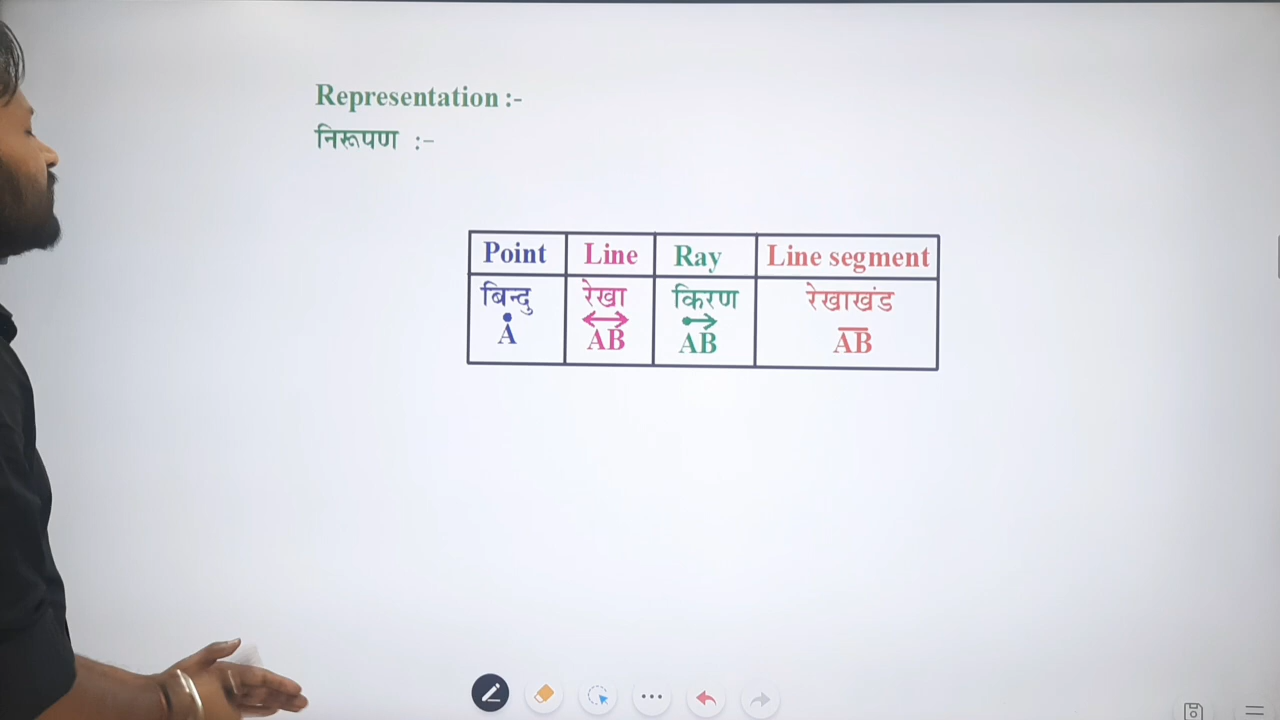 Representation :-
निरूपण :-
Point Line Ray Line segment
बिन्दु रेखा किरण रेखाखंड
A AB AB AB